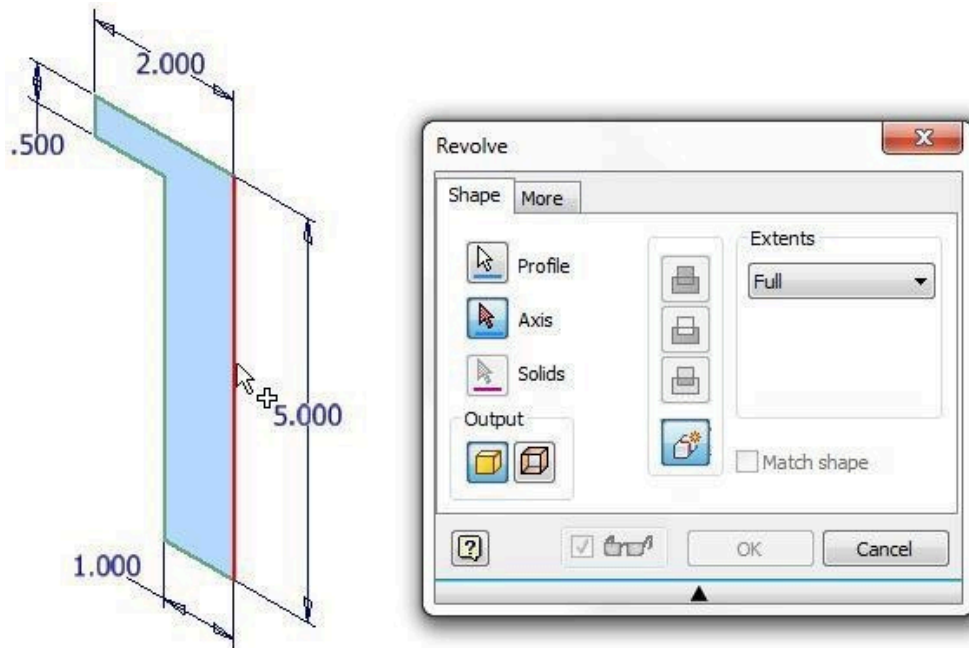 2.000
.500
5.000
1.000
Revolve
Shape More
Profile
Axis
Solids
Output
Extents
Full
Match shape
?
OK
Cancel